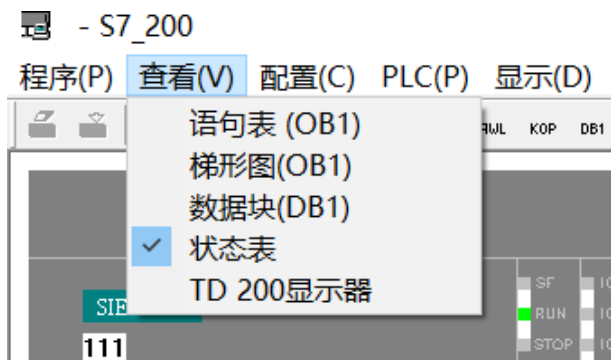 - S7_200
程序(P) 查看(V) 配置(C) PLC(P) 显示(D)
AWL KOP DB1
语句表 (OB1)
梯形图(OB1)
数据块(DB1)
状态表
TD 200显示器
SIE
SF
RUN
STOP
111